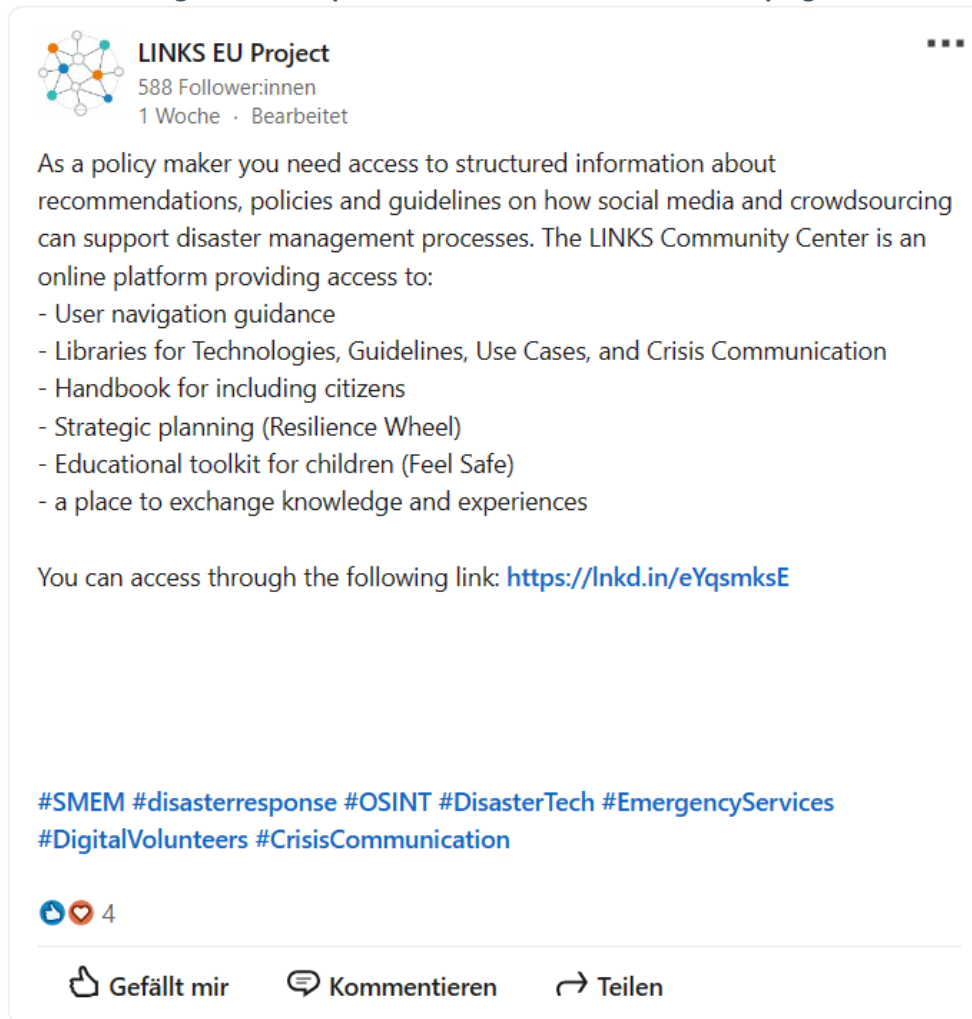 LINKS EU Project
588 Follower:innen
1 Woche · Bearbeitet
As a policy maker you need access to structured information about
recommendations, policies and guidelines on how social media and crowdsourcing
can support disaster management processes. The LINKS Community Center is an
online platform providing access to:
- User navigation guidance
- Libraries for Technologies, Guidelines, Use Cases, and Crisis Communication
- Handbook for including citizens
- Strategic planning (Resilience Wheel)
- Educational toolkit for children (Feel Safe)
- a place to exchange knowledge and experiences
You can access through the following link: https://lnkd.in/eYqsmksE
#SMEM #disasterresponse #OSINT #DisasterTech #EmergencyServices
#DigitalVolunteers #CrisisCommunication
4
Gefällt mir Kommentieren Teilen